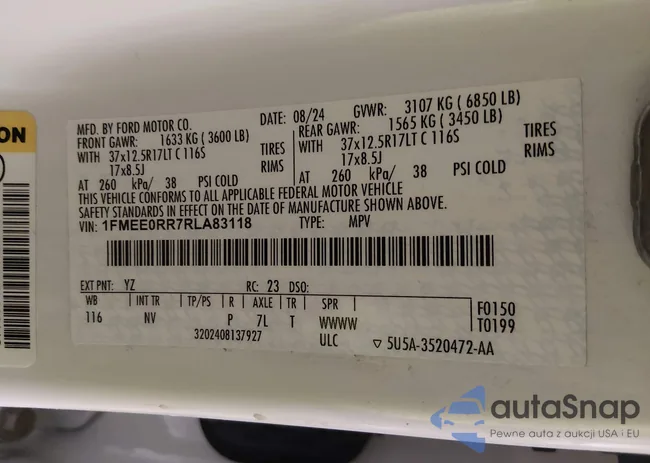 ON
MFD. BY FORD MOTOR CO. DATE: 08/24 GVWR: 3107 KG ( 6850 LB)
FRONT GAWR: 1633 KG ( 3600 LB) REAR GAWR: 1565 KG ( 3450 LB)
WITH 37x12.5R17LT C 116S TIRES WITH 37x12.5R17LT C 116S TIRES
17x8.5J RIMS 17x8.5J RIMS
AT 260 kPa/ 38 PSI COLD AT 260 kPa/ 38 PSI COLD
THIS VEHICLE CONFORMS TO ALL APPLICABLE FEDERAL MOTOR VEHICLE
SAFETY STANDARDS IN EFFECT ON THE DATE OF MANUFACTURE SHOWN ABOVE.
VIN: 1FMEE0RR7RLA83118 TYPE: MPV
EXT PNT: YZ RC: 23 DSO:
WB INT TR TP/PS R AXLE TR SPR F0150
116 NV P 7L T WWWW T0199
3202408137927 ULC ▽ 5U5A-3520472-AA
autaSnap
Pewne auta z aukcji USA i EU